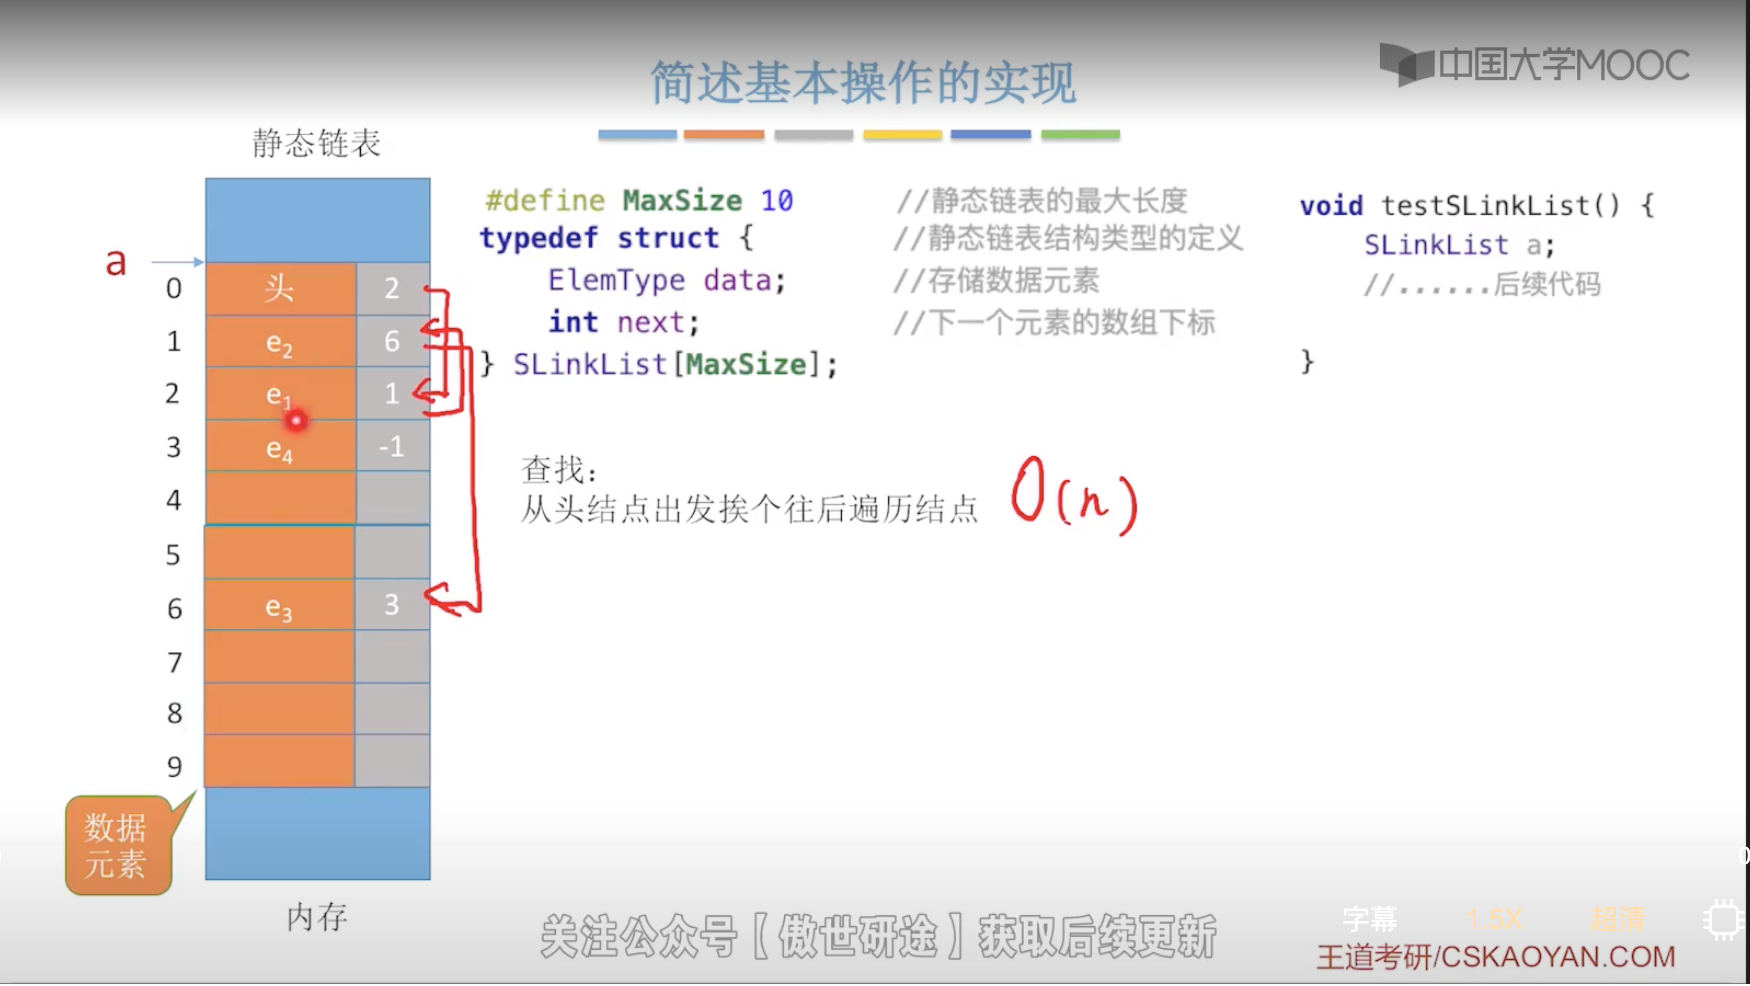 简述基本操作的实现
中国大学MOOC
静态链表
a
0 头 2
1 e2 6
2 e1 1
3 e4 -1
4
5
6 e3 3
7
8
9
数据
元素
内存
#define MaxSize 10 //静态链表的最大长度
typedef struct { //静态链表结构类型的定义
ElemType data; //存储数据元素
int next; //下一个元素的数组下标
} SLinkList[MaxSize];
void testSLinkList() {
SLinkList a;
//......后续代码
}
查找:
从头结点出发挨个往后遍历结点 O(n)
关注公众号【傲世研途】获取后续更新
字幕 1.5X 超清
王道考研/CSKAOYAN.COM